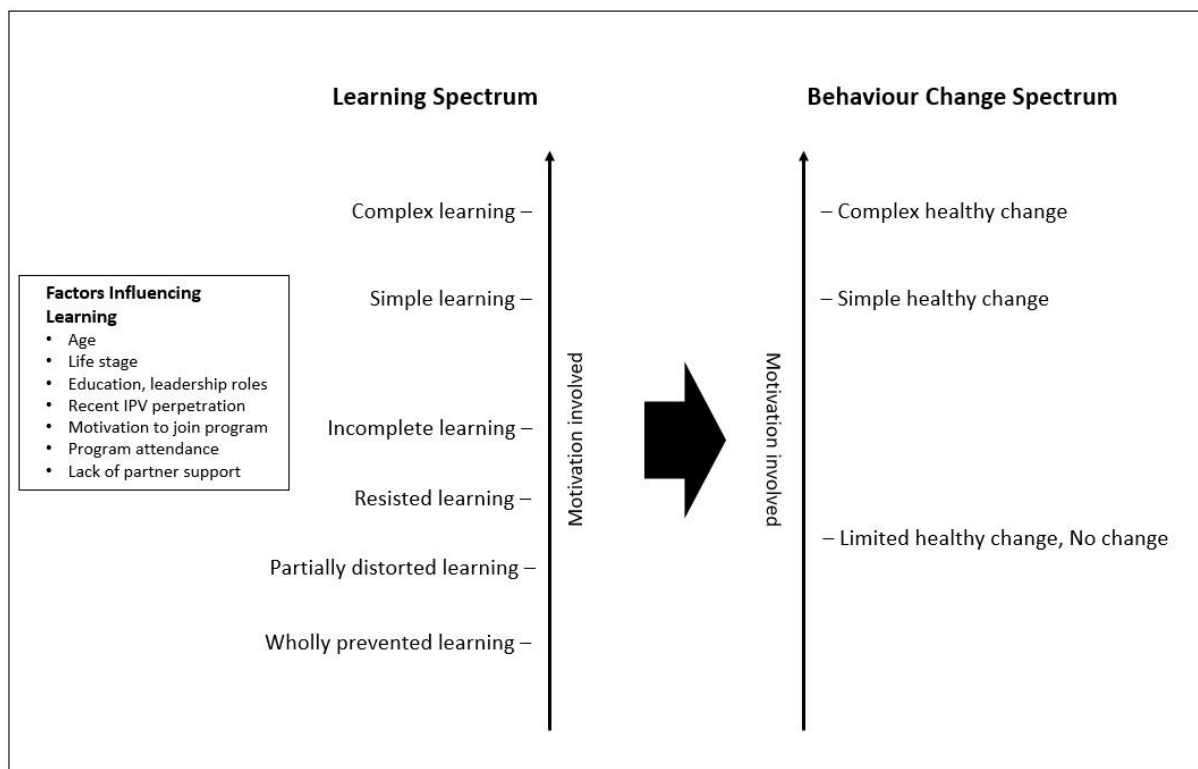 Learning Spectrum
Behaviour Change Spectrum
Complex learning –
Simple learning –
Incomplete learning –
Resisted learning –
Partially distorted learning –
Wholly prevented learning –
Factors Influencing
Learning
• Age
• Life stage
• Education, leadership roles
• Recent IPV perpetration
• Motivation to join program
• Program attendance
• Lack of partner support
Motivation involved
Motivation involved
– Complex healthy change
– Simple healthy change
– Limited healthy change, No change